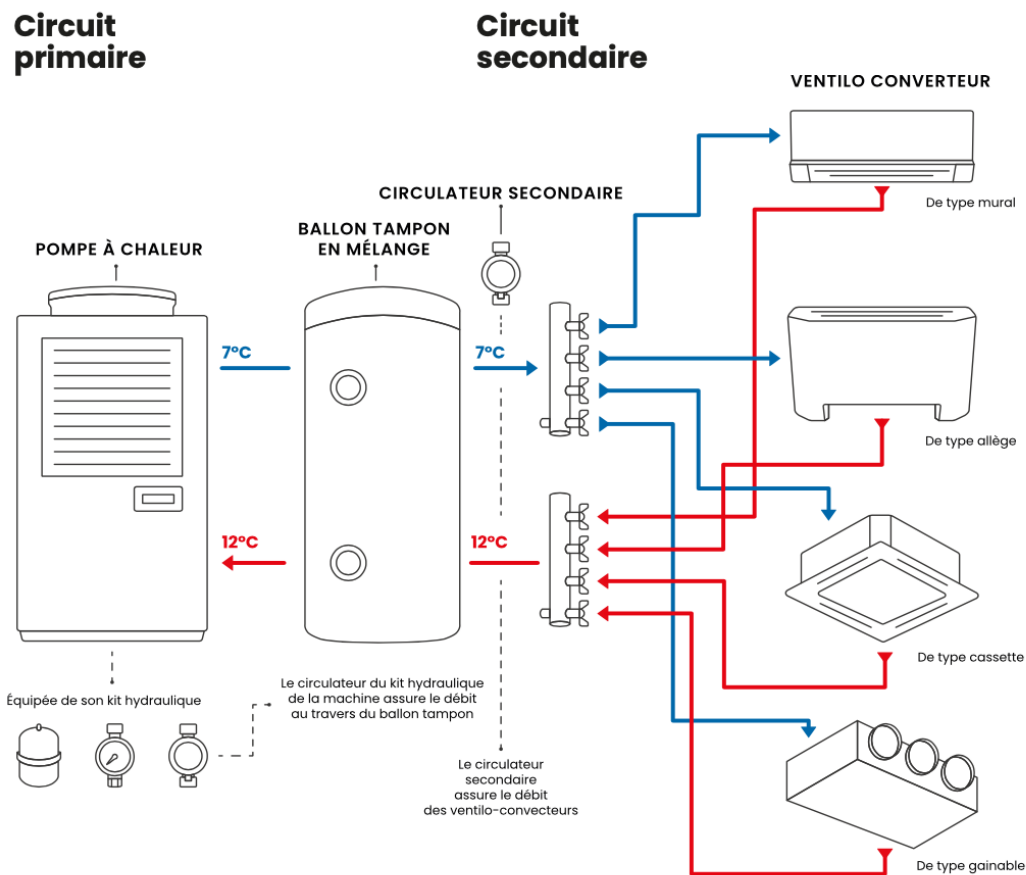 Circuit
primaire
Circuit
secondaire
VENTILO CONVERTEUR
De type mural
CIRCULATEUR SECONDAIRE
BALLON TAMPON
EN MÉLANGE
POMPE À CHALEUR
7°C
7°C
De type allège
12°C
12°C
De type cassette
Équipée de son kit hydraulique
Le circulateur du kit hydraulique
de la machine assure le débit
au travers du ballon tampon
Le circulateur
secondaire
assure le débit
des ventilo-convecteurs
De type gainable